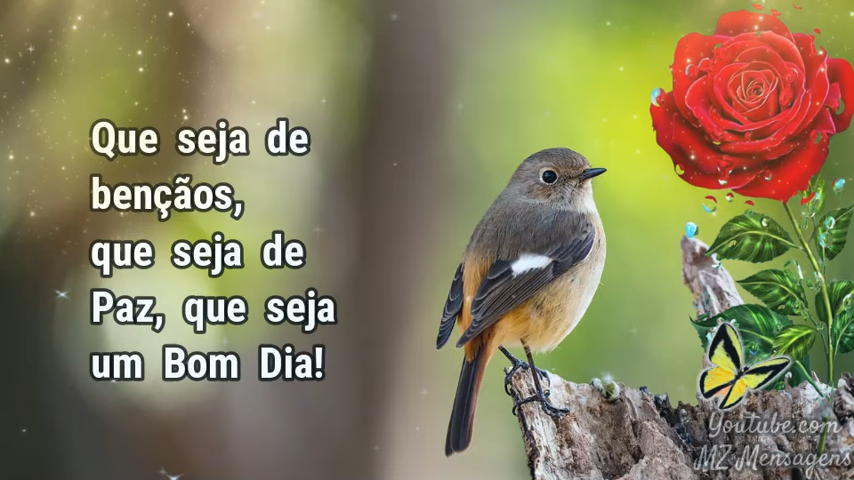 Que seja de
bençãos,
que seja de
Paz, que seja
um Bom Dia!
Youtube.com
MZ Mensagens